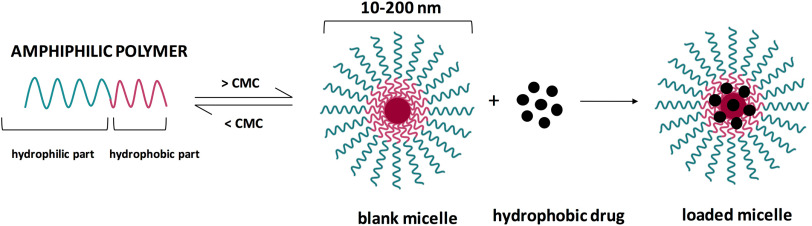 10-200 nm
AMPHIPHILIC POLYMER
> CMC
< CMC
+
hydrophilic part
hydrophobic part
blank micelle
hydrophobic drug
loaded micelle